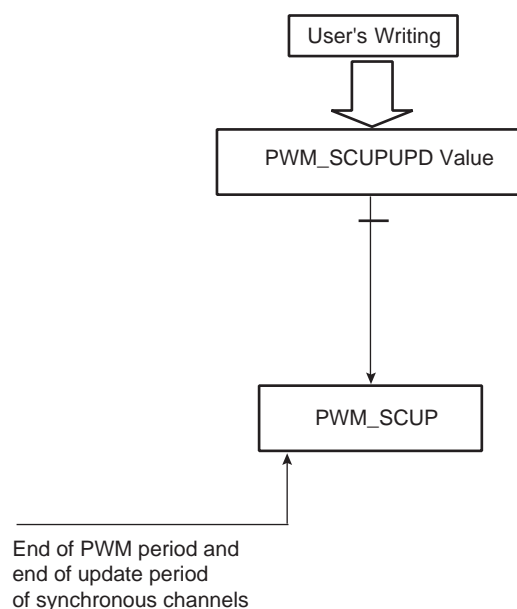 User's Writing
PWM_SCUPUPD Value
PWM_SCUP
End of PWM period and
end of update period
of synchronous channels